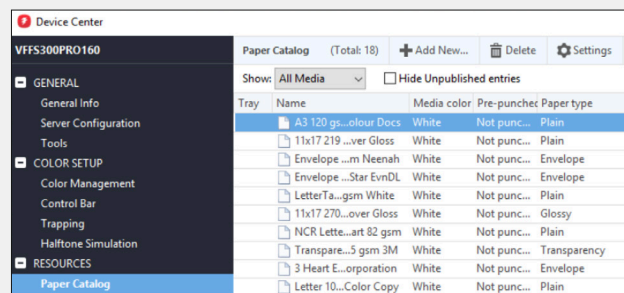 Device Center
VFFS300PRO160
Paper Catalog (Total: 18) Add New... Delete Settings
GENERAL
General Info
Server Configuration
Tools
COLOR SETUP
Color Management
Control Bar
Trapping
Halftone Simulation
RESOURCES
Paper Catalog
Show: All Media Hide Unpublished entries
Tray Name Media color Pre-punched Paper type
A3 120 gs...olour Docs White Not punc... Plain
11x17 219 ...ver Gloss White Not punc... Plain
Envelope ...m Neenah White Not punc... Envelope
Envelope ...Star EvnDL White Not punc... Envelope
LetterTa...gsm White White Not punc... Plain
11x17 270...over Gloss White Not punc... Glossy
NCR Lette...art 82 gsm White Not punc... Plain
Transpare...5 gsm 3M White Not punc... Transparency
3 Heart E...orporation White Not punc... Envelope
Letter 10...Color Copy White Not punc... Plain